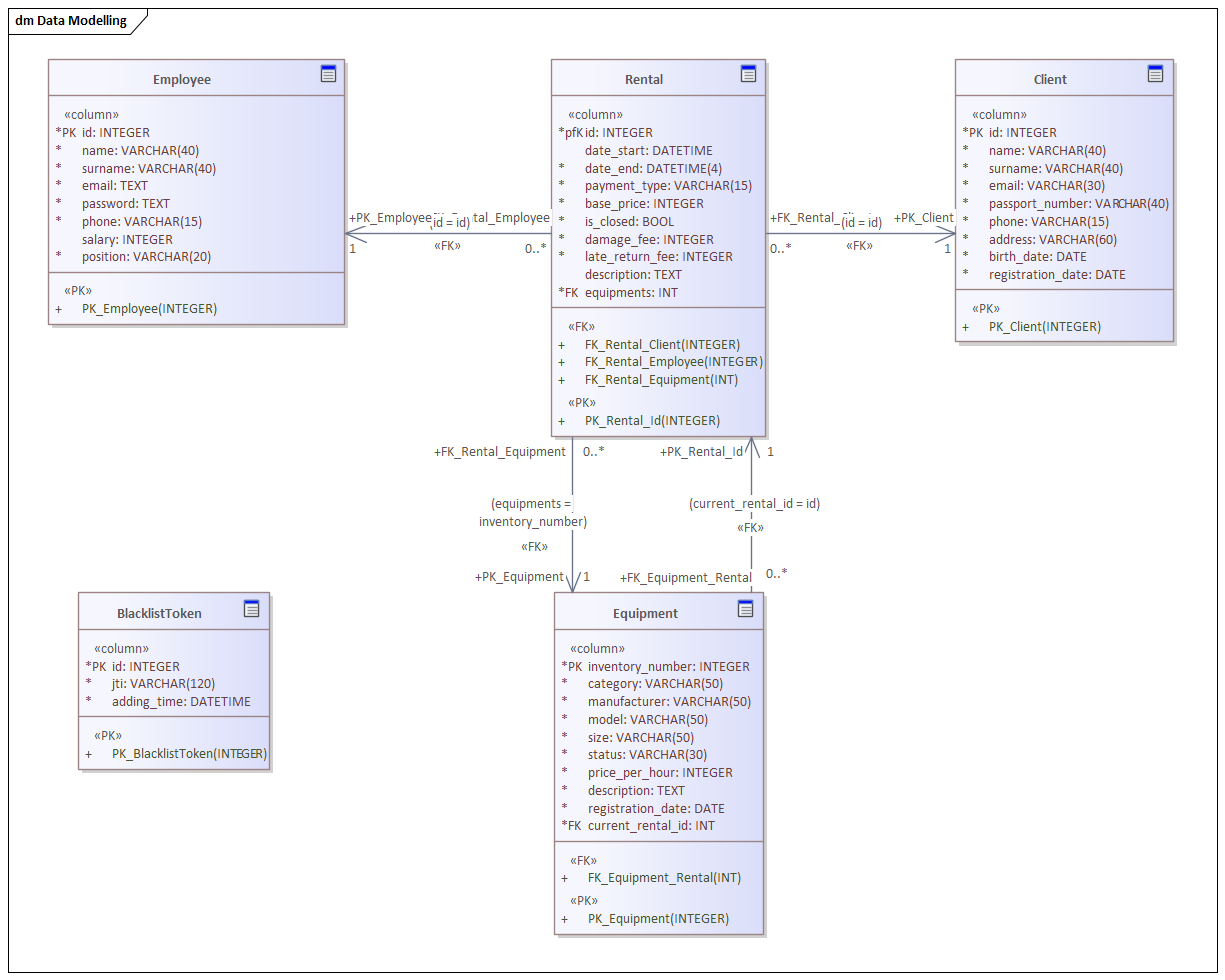 dm Data Modelling
Employee
«column»
*PK id: INTEGER
* name: VARCHAR(40)
* surname: VARCHAR(40)
* email: TEXT
* password: TEXT
* phone: VARCHAR(15)
salary: INTEGER
* position: VARCHAR(20)
«PK»
+ PK_Employee(INTEGER)
Rental
«column»
*pfK id: INTEGER
date_start: DATETIME
* date_end: DATETIME(4)
* payment_type: VARCHAR(15)
* base_price: INTEGER
* is_closed: BOOL
* damage_fee: INTEGER
* late_return_fee: INTEGER
description: TEXT
*FK equipments: INT
«FK»
+ FK_Rental_Client(INTEGER)
+ FK_Rental_Employee(INTEGER)
+ FK_Rental_Equipment(INT)
«PK»
+ PK_Rental_Id(INTEGER)
Client
«column»
*PK id: INTEGER
* name: VARCHAR(40)
* surname: VARCHAR(40)
* email: VARCHAR(30)
* passport_number: VARCHAR(40)
* phone: VARCHAR(15)
* address: VARCHAR(60)
* birth_date: DATE
* registration_date: DATE
«PK»
+ PK_Client(INTEGER)
+PK_Employee
(id = id)
1
«FK»
0..*
(id = id)
+PK_Client
0..*
«FK»
1
+FK_Rental_Equipment
0..*
+PK_Rental_Id
1
(equipments =
inventory_number)
«FK»
(current_rental_id = id)
«FK»
+PK_Equipment
1
+FK_Equipment_Rental
0..*
BlacklistToken
«column»
*PK id: INTEGER
* jti: VARCHAR(120)
* adding_time: DATETIME
«PK»
+ PK_BlacklistToken(INTEGER)
Equipment
«column»
*PK inventory_number: INTEGER
* category: VARCHAR(50)
* manufacturer: VARCHAR(50)
* model: VARCHAR(50)
* size: VARCHAR(50)
* status: VARCHAR(30)
* price_per_hour: INTEGER
* description: TEXT
* registration_date: DATE
*FK current_rental_id: INT
«FK»
+ FK_Equipment_Rental(INT)
«PK»
+ PK_Equipment(INTEGER)